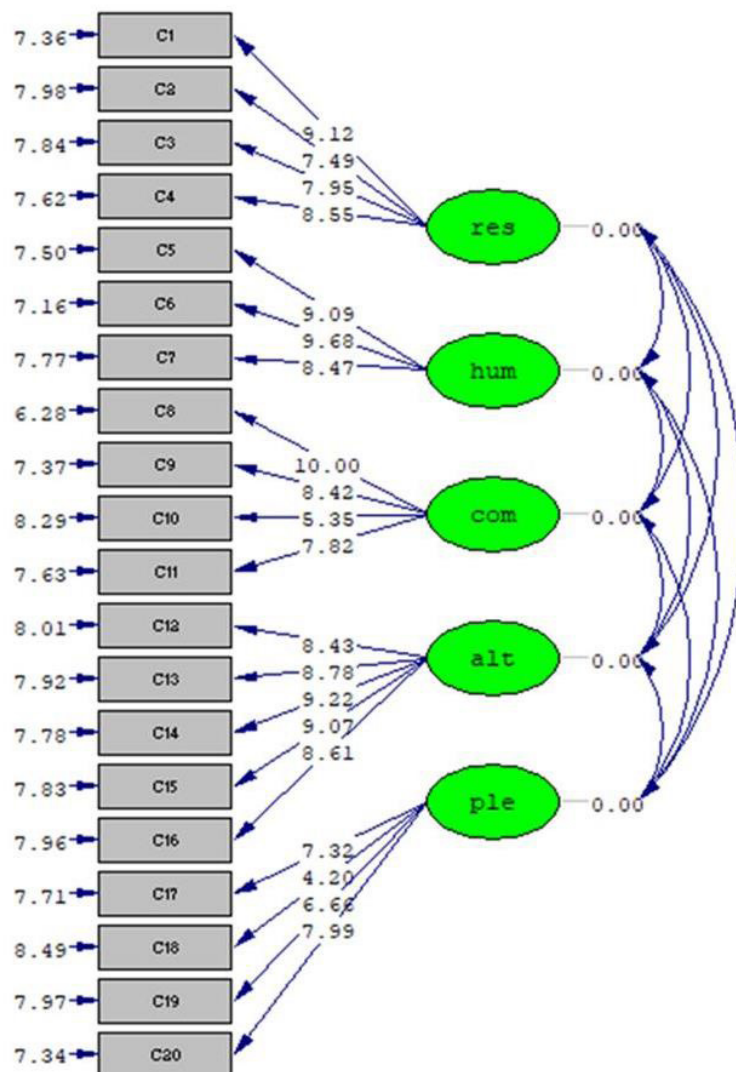 7.36 C1
7.98 C2
7.84 C3
7.62 C4
7.50 C5
7.16 C6
7.77 C7
6.28 C8
7.37 C9
8.29 C10
7.63 C11
8.01 C12
7.92 C13
7.78 C14
7.83 C15
7.96 C16
7.71 C17
8.49 C18
7.97 C19
7.34 C20
9.12
7.49
7.95
8.55
9.09
9.68
8.47
10.00
8.42
5.35
7.82
8.43
8.78
9.22
9.07
8.61
7.32
4.20
6.66
7.99
res 0.00
hum 0.00
com 0.00
alt 0.00
ple 0.00